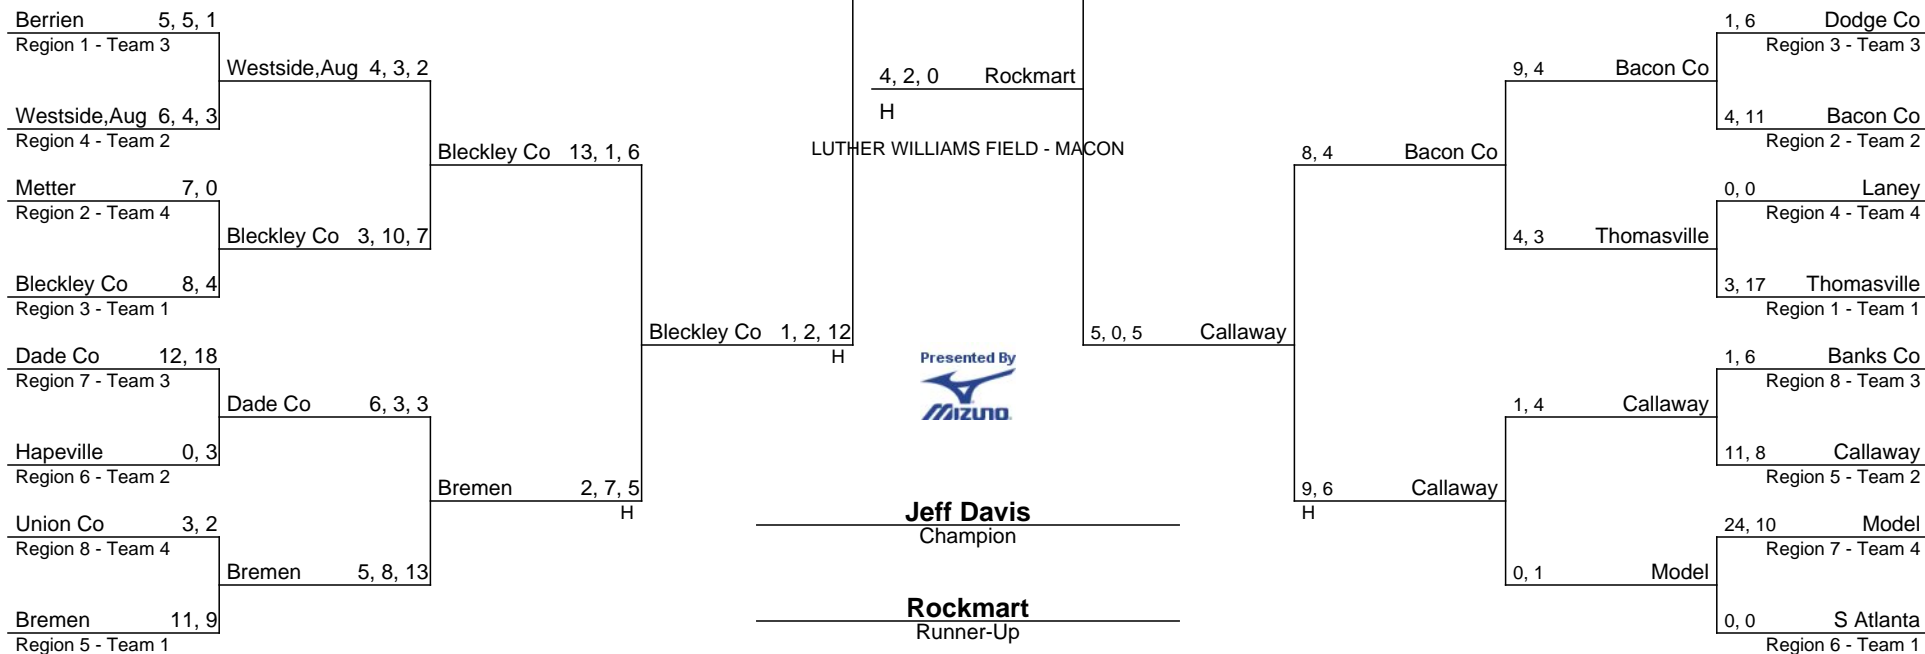 Berrien 5, 5, 1
Region 1 - Team 3
Westside,Aug 4, 3, 2
Westside,Aug 6, 4, 3
Region 4 - Team 2
Bleckley Co 13, 1, 6
Metter 7, 0
Region 2 - Team 4
Bleckley Co 3, 10, 7
Bleckley Co 8, 4
Region 3 - Team 1
Bleckley Co 1, 2, 12
H
Dade Co 12, 18
Region 7 - Team 3
Dade Co 6, 3, 3
Hapeville 0, 3
Region 6 - Team 2
Bremen 2, 7, 5
H
Union Co 3, 2
Region 8 - Team 4
Bremen 5, 8, 13
Bremen 11, 9
Region 5 - Team 1
4, 2, 0 Rockmart
H
LUTHER WILLIAMS FIELD - MACON
Presented By
MIZUNO
Jeff Davis
Champion
Rockmart
Runner-Up
1, 6 Dodge Co
Region 3 - Team 3
9, 4 Bacon Co
4, 11 Bacon Co
Region 2 - Team 2
8, 4 Bacon Co
0, 0 Laney
Region 4 - Team 4
4, 3 Thomasville
3, 17 Thomasville
Region 1 - Team 1
5, 0, 5 Callaway
1, 6 Banks Co
Region 8 - Team 3
1, 4 Callaway
11, 8 Callaway
Region 5 - Team 2
9, 6 Callaway
H
24, 10 Model
Region 7 - Team 4
0, 1 Model
0, 0 S Atlanta
Region 6 - Team 1